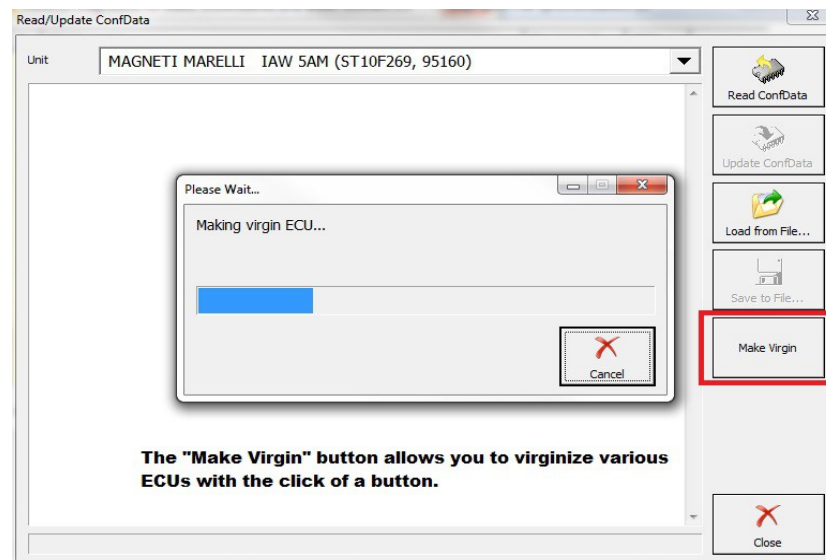 Read/Update ConfData
Unit
MAGNETI MARELLI IAW 5AM (ST10F269, 95160)
Read ConfData
Update ConfData
Please Wait...
Making virgin ECU...
Load from File...
Save to File...
Cancel
Make Virgin
The "Make Virgin" button allows you to virginize various
ECUs with the click of a button.
Close